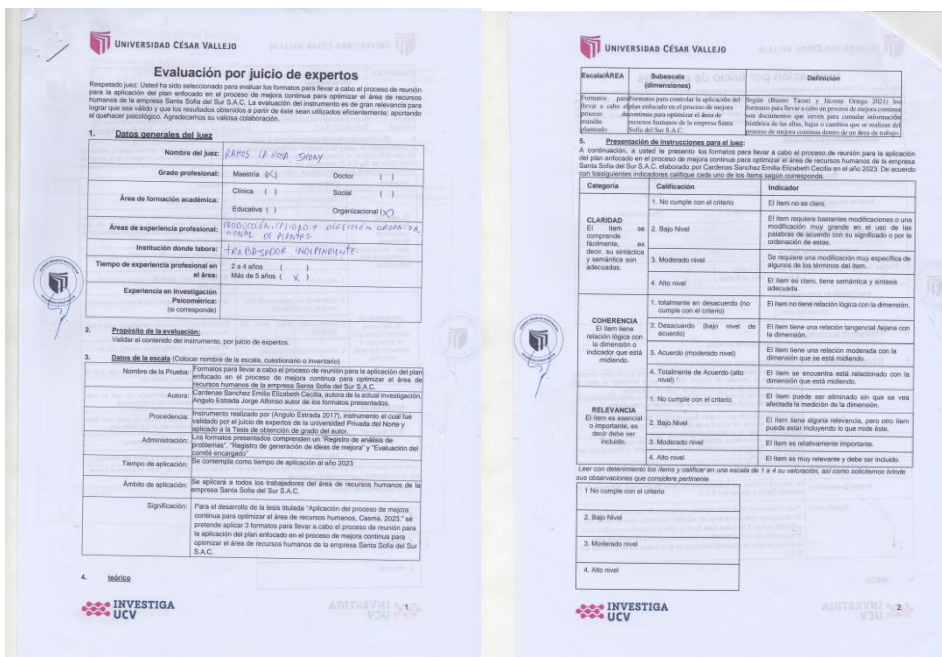 UNIVERSIDAD CÉSAR VALLEJO
Evaluación por juicio de expertos
Respetado juez: Usted ha sido seleccionado para evaluar los formatos para llevar a cabo el proceso de reunión
para la aplicación del plan enfocado en el proceso de mejora continua para optimizar el área de recursos
humanos de la empresa Santa Sofia del Sur S.A.C. La evaluación del instrumento es de gran relevancia para
lograr que sea válido y que los resultados obtenidos a partir de éste sean utilizados eficientemente; aportando
al quehacer psicológico. Agradecemos su valiosa colaboración.
1. Datos generales del juez
Nombre del juez: RAMOS LA ROSA JHONY
Grado profesional: Maestría (X) Doctor ( )
Área de formación académica: Clínica ( ) Social ( )
Educativa ( ) Organizacional (X)
Áreas de experiencia profesional: PRODUCCIÓN, CALIDAD Y DIRECCIÓN
DE PLANTAS
Institución donde labora: TRABAJADOR INDEPENDIENTE.
Tiempo de experiencia profesional en
el área: 2 a 4 años ( )
Más de 5 años ( X )
Experiencia en Investigación
Psicométrica:
(si corresponda)
2. Propósito de la evaluación:
Validar el contenido del instrumento, por juicio de expertos.
3. Datos de la escala (Colocar nombre de la escala, cuestionario o inventario)
Nombre de la Prueba: Formatos para llevar a cabo el proceso de reunión para la aplicación del plan
enfocado en el proceso de mejora continua para optimizar el área de
recursos humanos de la empresa Santa Sofia del Sur S.A.C.
Autora: Cardenas Sanchez Emilia Elizabeth Cecilia, autora de la actual investigación.
Angulo Estrada Jorge Alfonso autor de los formatos presentados.
Procedencia: Instrumento realizado por (Angulo Estrada 2017), instrumento el cual fue
validado por el juicio de expertos de la universidad Privada del Norte y
aplicado a la Tesis de obtención de grado del autor.
Administración: Los formatos presentados comprenden un "Registro de análisis de
problemas", "Registro de generación de ideas de mejora" y "Evaluación del
comité encargado"
Tiempo de aplicación: Se contempla como tiempo de aplicación al año 2023
Ámbito de aplicación: Se aplicará a todos los trabajadores del área de recursos humanos de la
empresa Santa Sofia del Sur S.A.C.
Significación: Para el desarrollo de la tesis titulada "Aplicación del proceso de mejora
continua para optimizar el área de recursos humanos, Casma, 2023." se
pretende aplicar 3 formatos para llevar a cabo el proceso de reunión para
la aplicación del plan enfocado en el proceso de mejora continua para
optimizar el área de recursos humanos de la empresa Santa Sofia del Sur
S.A.C.
4. teórico
INVESTIGA
UCV
1
UNIVERSIDAD CÉSAR VALLEJO
Escala/ÁREA Subescala Definición
(dimensiones)
Formatos para Formatos para controlar la aplicación del Según (Bueno Tacuri y Jácome Ortega 2021) los
llevar a cabo el plan enfocado en el proceso de mejora formatos para llevar a cabo un proceso de mejora continua
proceso de continua para optimizar el área de son documentos que sirven para cumular información
reunión recursos humanos de la empresa Santa histórica de las altas, bajas o cambios que se realizan del
planteado Sofia del Sur S.A.C. proceso de mejora continua dentro de un área de trabajo.
5. Presentación de instrucciones para el juez:
A continuación, a usted le presento los formatos para llevar a cabo el proceso de reunión para la aplicación
del plan enfocado en el proceso de mejora continua para optimizar el área de recursos humanos de la empresa
Santa Sofia del Sur S.A.C. elaborado por Cardenas Sanchez Emilia Elizabeth Cecilia en el año 2023. De acuerdo
con lossiguientes indicadores califique cada uno de los ítems según corresponda.
Categoría Calificación Indicador
CLARIDAD
El ítem se
comprende
fácilmente, es
decir, su sintáctica
y semántica son
adecuadas.
1. No cumple con el criterio El ítem no es claro.
2. Bajo Nivel El ítem requiere bastantes modificaciones o una
modificación muy grande en el uso de las
palabras de acuerdo con su significado o por la
ordenación de estas.
3. Moderado nivel Se requiere una modificación muy específica de
algunos de los términos del ítem.
4. Alto nivel El ítem es claro, tiene semántica y sintaxis
adecuada.
COHERENCIA
El ítem tiene
relación lógica con
la dimensión o
indicador que está
midiendo.
1. totalmente en desacuerdo (no
cumple con el criterio) El ítem no tiene relación lógica con la dimensión.
2. Desacuerdo (bajo nivel de
acuerdo) El ítem tiene una relación tangencial /lejana con
la dimensión.
3. Acuerdo (moderado nivel) El ítem tiene una relación moderada con la
dimensión que se está midiendo.
4. Totalmente de Acuerdo (alto
nivel) El ítem se encuentra está relacionado con la
dimensión que está midiendo.
RELEVANCIA
El ítem es esencial
o importante, es
decir debe ser
incluido.
1. No cumple con el criterio El ítem puede ser eliminado sin que se vea
afectada la medición de la dimensión.
2. Bajo Nivel El ítem tiene alguna relevancia, pero otro ítem
puede estar incluyendo lo que mide éste.
3. Moderado nivel El ítem es relativamente importante.
4. Alto nivel El ítem es muy relevante y debe ser incluido.
Leer con detenimiento los ítems y calificar en una escala de 1 a 4 su valoración, así como solicitamos brinde
sus observaciones que considere pertinente
1 No cumple con el criterio
2. Bajo Nivel
3. Moderado nivel
4. Alto nivel
INVESTIGA
UCV
2